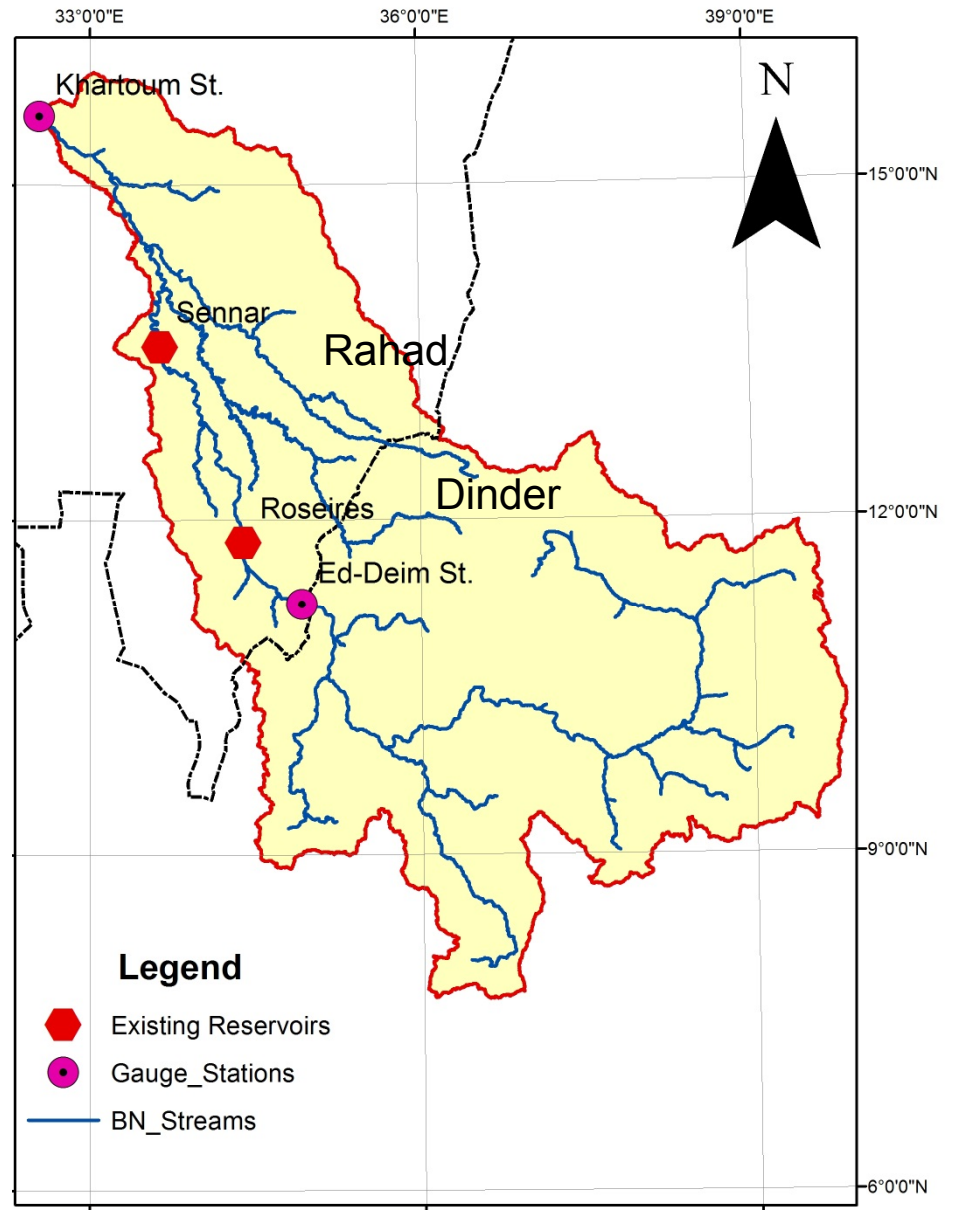 33°0'0"E
36°0'0"E
39°0'0"E
N
Khartoum St.
15°0'0"N
Sennar
Rahad
Dinder
Roseires
12°0'0"N
Ed-Deim St.
9°0'0"N
Legend
Existing Reservoirs
Gauge_Stations
BN_Streams
6°0'0"N